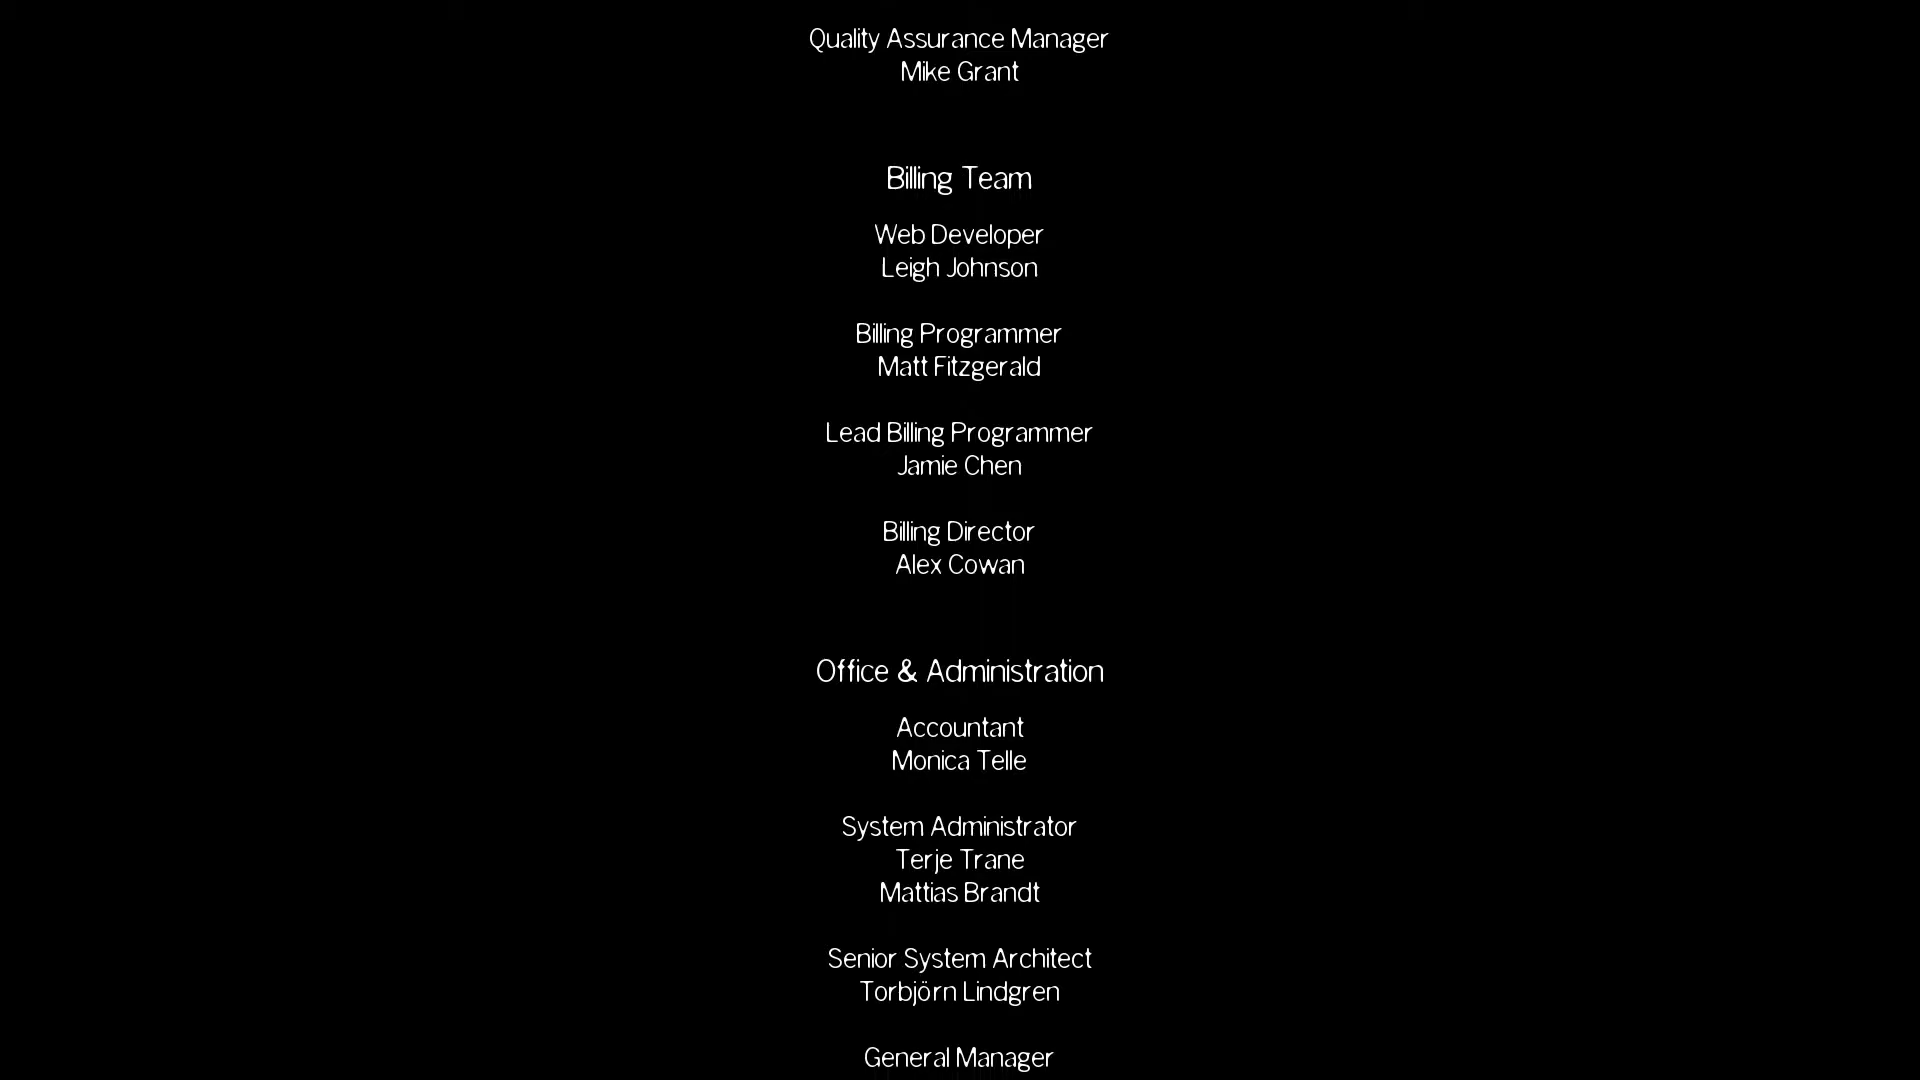 Quality Assurance Manager
Mike Grant
Billing Team
Web Developer
Leigh Johnson
Billing Programmer
Matt Fitzgerald
Lead Billing Programmer
Jamie Chen
Billing Director
Alex Cowan
Office & Administration
Accountant
Monica Telle
System Administrator
Terje Trane
Mattias Brandt
Senior System Architect
Torbjörn Lindgren
General Manager